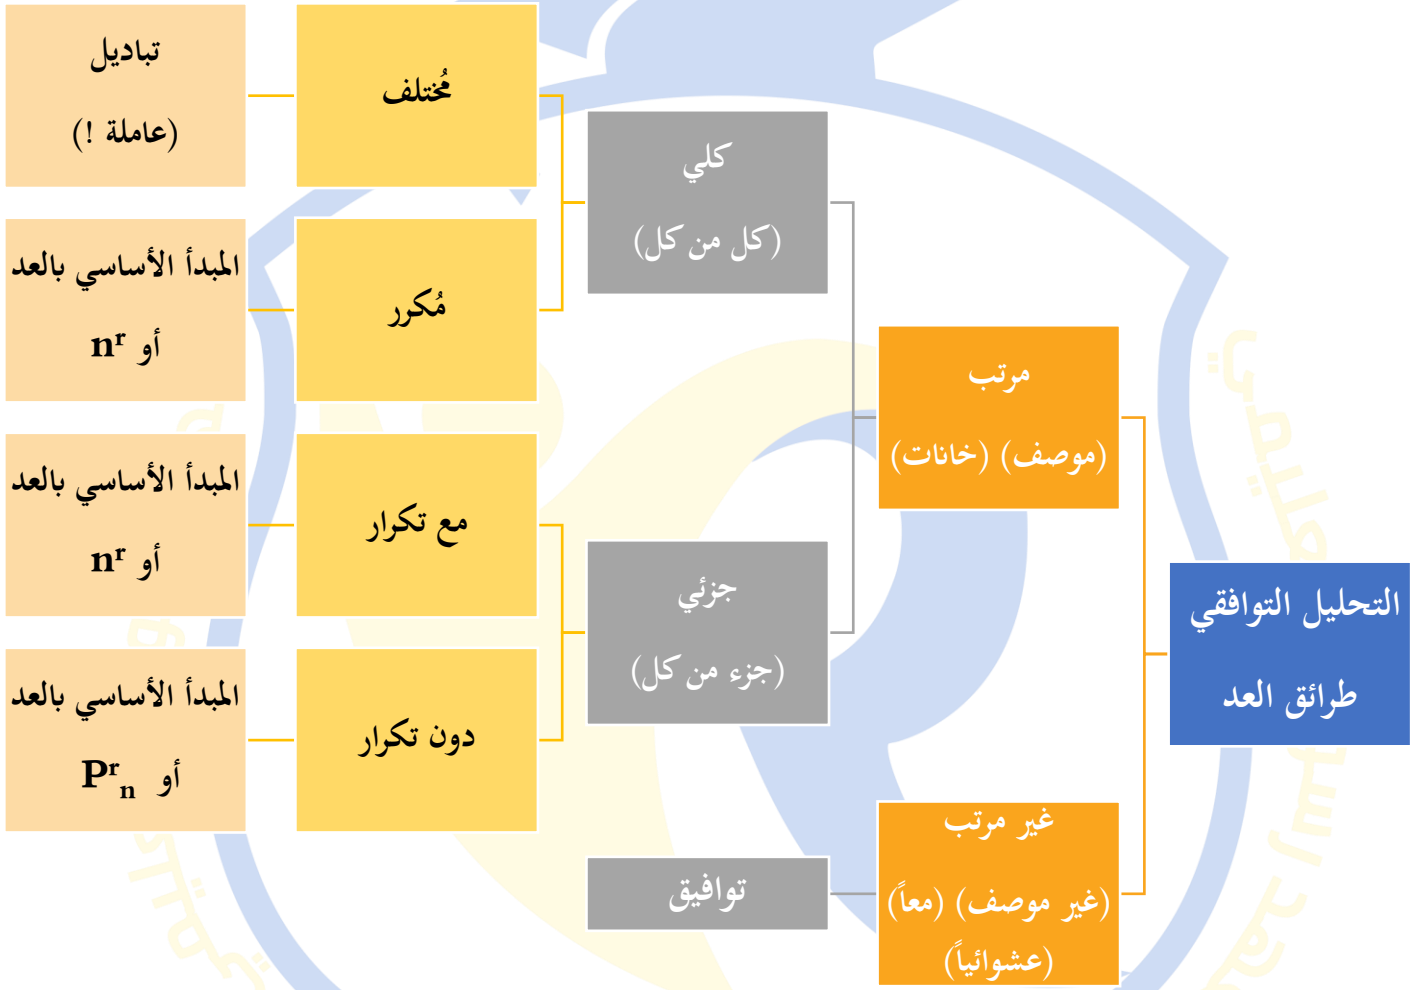 التحليل التوافقي
طرائق العد
مرتب
(موصف) (خانات)
كلي
(كل من كل)
مُختلف
تباديل
(عاملة !)
مُكرر
المبدأ الأساسي بالعد
أو nʳ
جزئي
(جزء من كل)
مع تكرار
المبدأ الأساسي بالعد
أو nʳ
دون تكرار
المبدأ الأساسي بالعد
أو Pʳₙ
غير مرتب
(غير موصف) (معاً)
(عشوائياً)
توافيق